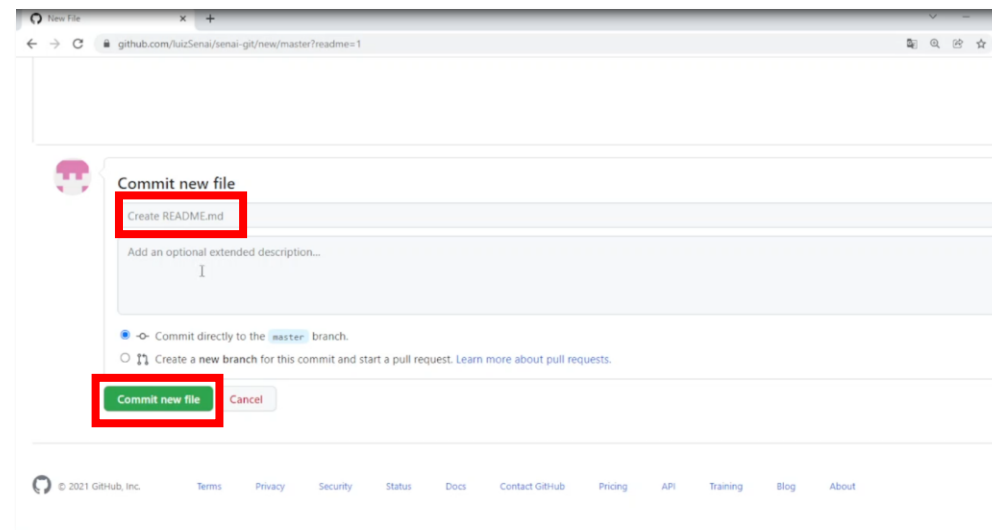 New File
github.com/luizSenai/senai-git/new/master?readme=1
Commit new file
Create README.md
Add an optional extended description...
Commit directly to the master branch.
Create a new branch for this commit and start a pull request. Learn more about pull requests.
Commit new file Cancel
© 2021 GitHub, Inc. Terms Privacy Security Status Docs Contact GitHub Pricing API Training Blog About